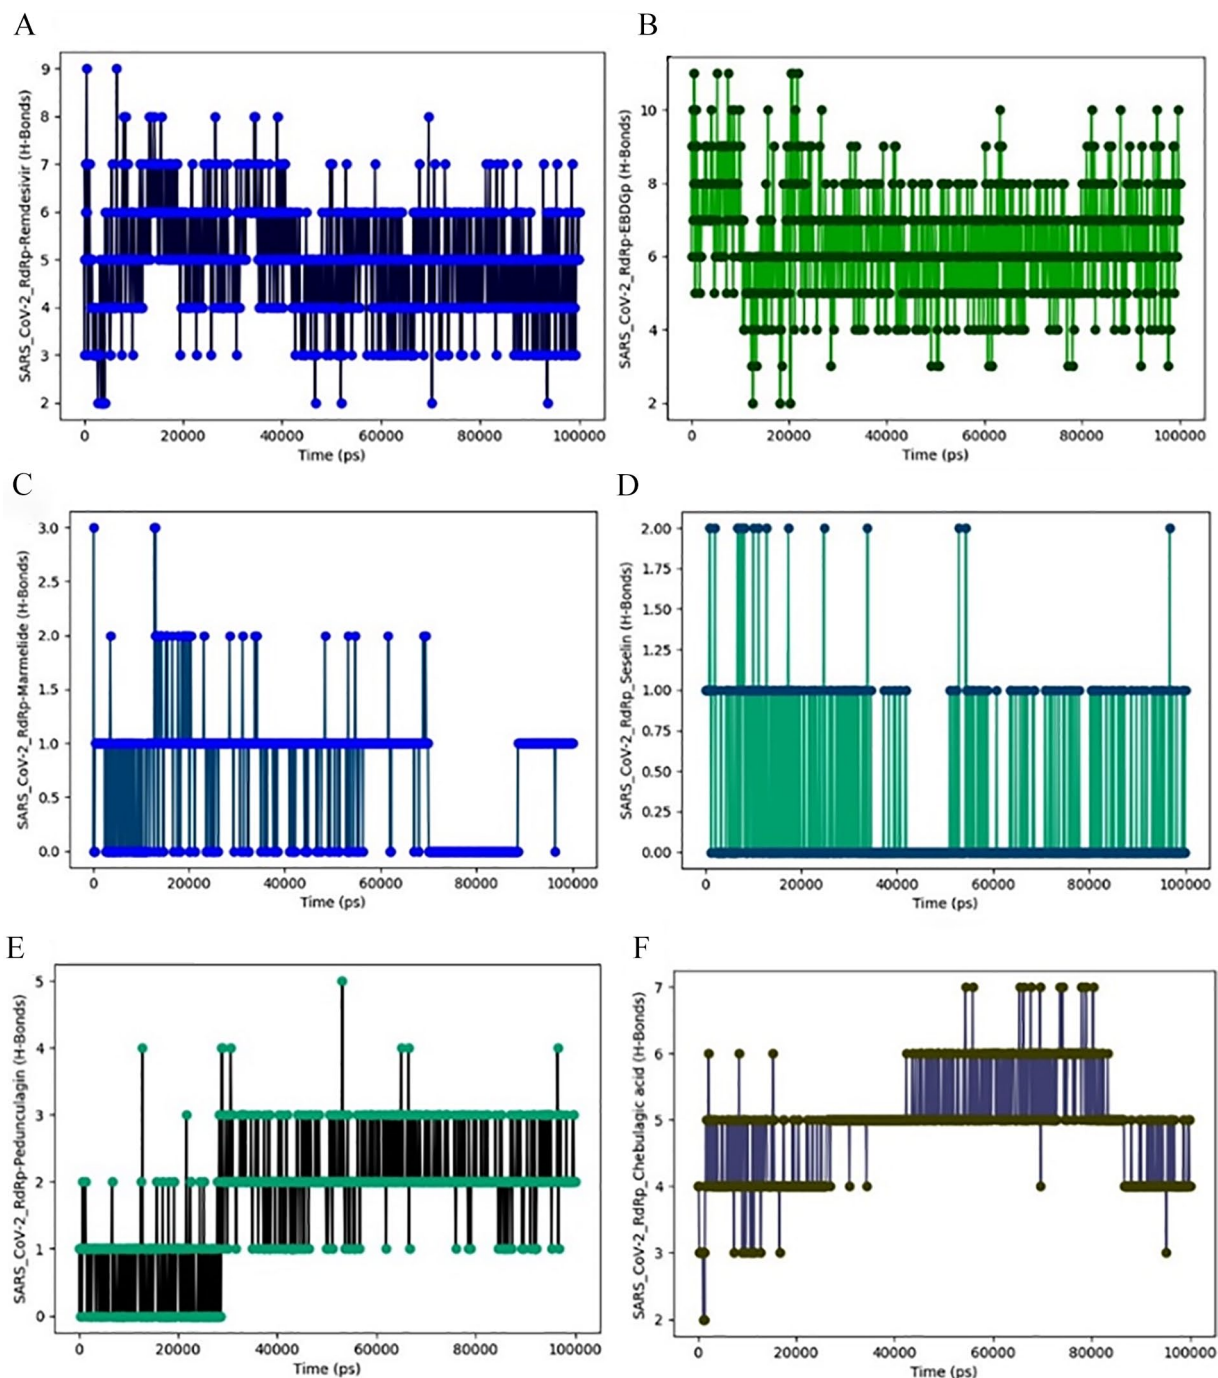 A
SARS_CoV-2_RdRp-Remdesivir (H-Bonds)
9
8
7
6
5
4
3
2
0 20000 40000 60000 80000 100000
Time (ps)
B
SARS_CoV-2_RdRp-EBDGp (H-Bonds)
10
8
6
4
2
0 20000 40000 60000 80000 100000
Time (ps)
C
SARS_CoV-2_RdRp-Marmelide (H-Bonds)
3.0
2.5
2.0
1.5
1.0
0.5
0.0
0 20000 40000 60000 80000 100000
Time (ps)
D
SARS_CoV-2_RdRp_Seselin (H-Bonds)
2.00
1.75
1.50
1.25
1.00
0.75
0.50
0.25
0.00
0 20000 40000 60000 80000 100000
Time (ps)
E
SARS_CoV-2_RdRp-Pedunculagin (H-Bonds)
5
4
3
2
1
0
0 20000 40000 60000 80000 100000
Time (ps)
F
SARS_CoV-2_RdRp_Chebulagic acid (H-Bonds)
7
6
5
4
3
2
0 20000 40000 60000 80000 100000
Time (ps)